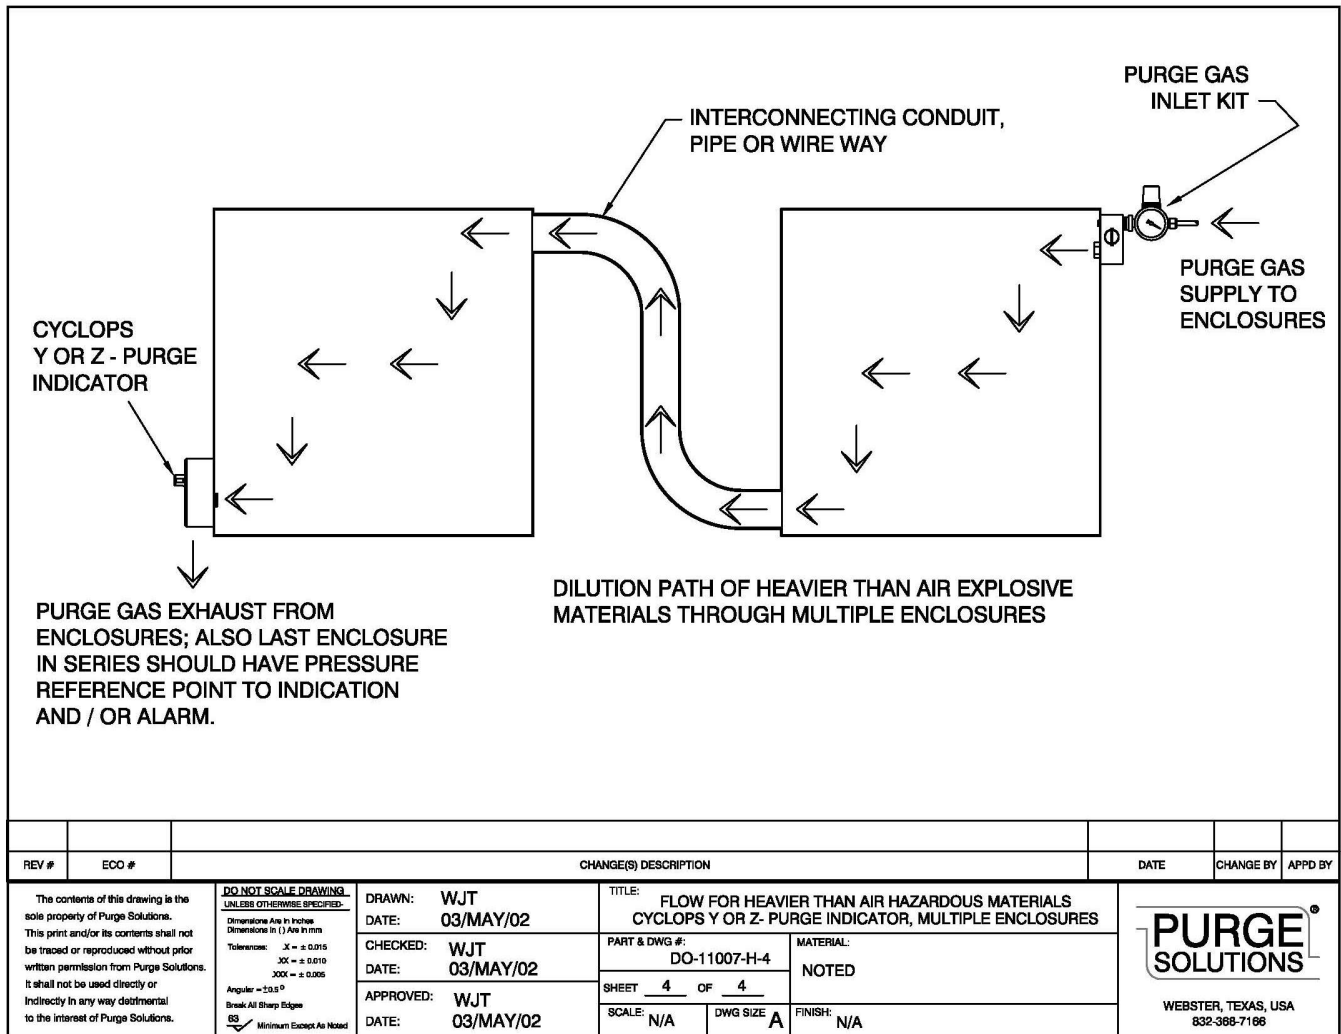 PURGE GAS
INLET KIT
INTERCONNECTING CONDUIT,
PIPE OR WIRE WAY
PURGE GAS
SUPPLY TO
ENCLOSURES
CYCLOPS
Y OR Z - PURGE
INDICATOR
DILUTION PATH OF HEAVIER THAN AIR EXPLOSIVE
MATERIALS THROUGH MULTIPLE ENCLOSURES
PURGE GAS EXHAUST FROM
ENCLOSURES; ALSO LAST ENCLOSURE
IN SERIES SHOULD HAVE PRESSURE
REFERENCE POINT TO INDICATION
AND / OR ALARM.
REV #
ECO #
CHANGE(S) DESCRIPTION
DATE
CHANGE BY
APPD BY
The contents of this drawing is the
sole property of Purge Solutions.
This print and/or its contents shall not
be traced or reproduced without prior
written permission from Purge Solutions.
It shall not be used directly or
indirectly in any way detrimental
to the interest of Purge Solutions.
DO NOT SCALE DRAWING
UNLESS OTHERWISE SPECIFIED-
Dimensions Are in Inches
Dimensions in ( ) Are in mm
Tolerances: .X = ± 0.015
.XX = ± 0.010
.XXX = ± 0.005
Angular = ±0.5°
Break All Sharp Edges
63 Minimum Except As Noted
DRAWN: WJT
DATE: 03/MAY/02
CHECKED: WJT
DATE: 03/MAY/02
APPROVED: WJT
DATE: 03/MAY/02
TITLE:
FLOW FOR HEAVIER THAN AIR HAZARDOUS MATERIALS
CYCLOPS Y OR Z- PURGE INDICATOR, MULTIPLE ENCLOSURES
PART & DWG #:
DO-11007-H-4
MATERIAL:
NOTED
SHEET 4 OF 4
SCALE: N/A
DWG SIZE A
FINISH: N/A
PURGE®
SOLUTIONS
WEBSTER, TEXAS, USA
832-368-7166